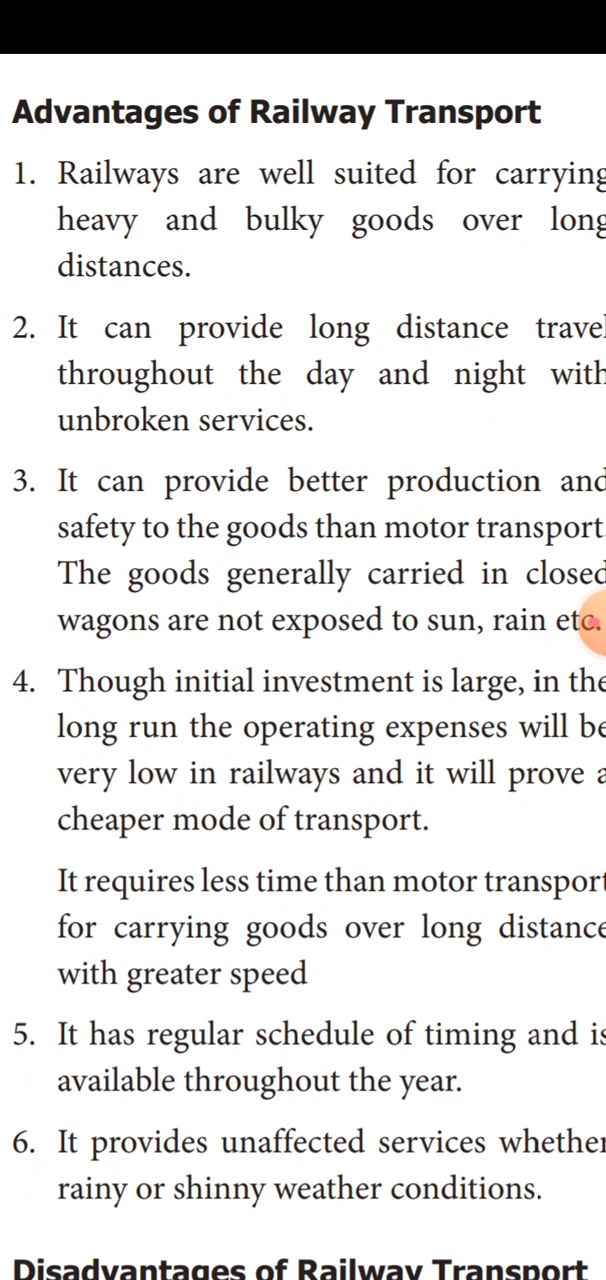 Advantages of Railway Transport
1. Railways are well suited for carrying
heavy and bulky goods over long
distances.
2. It can provide long distance travel
throughout the day and night with
unbroken services.
3. It can provide better production and
safety to the goods than motor transport.
The goods generally carried in closed
wagons are not exposed to sun, rain etc.
4. Though initial investment is large, in the
long run the operating expenses will be
very low in railways and it will prove a
cheaper mode of transport.
It requires less time than motor transport
for carrying goods over long distance
with greater speed
5. It has regular schedule of timing and is
available throughout the year.
6. It provides unaffected services whether
rainy or shinny weather conditions.
Disadvantages of Railway Transport